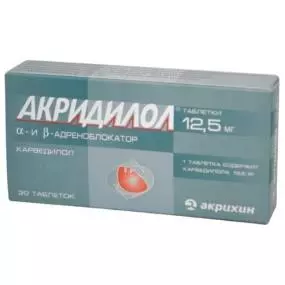 АКРИДИЛОЛ®
ТАБЛЕТКИ
12,5 МГ
α- И β-АДРЕНОБЛОКАТОР
КАРВЕДИЛОЛ
1 ТАБЛЕТКА СОДЕРЖИТ
КАРВЕДИЛОЛА 12,5 МГ
30 ТАБЛЕТОК
акрихин